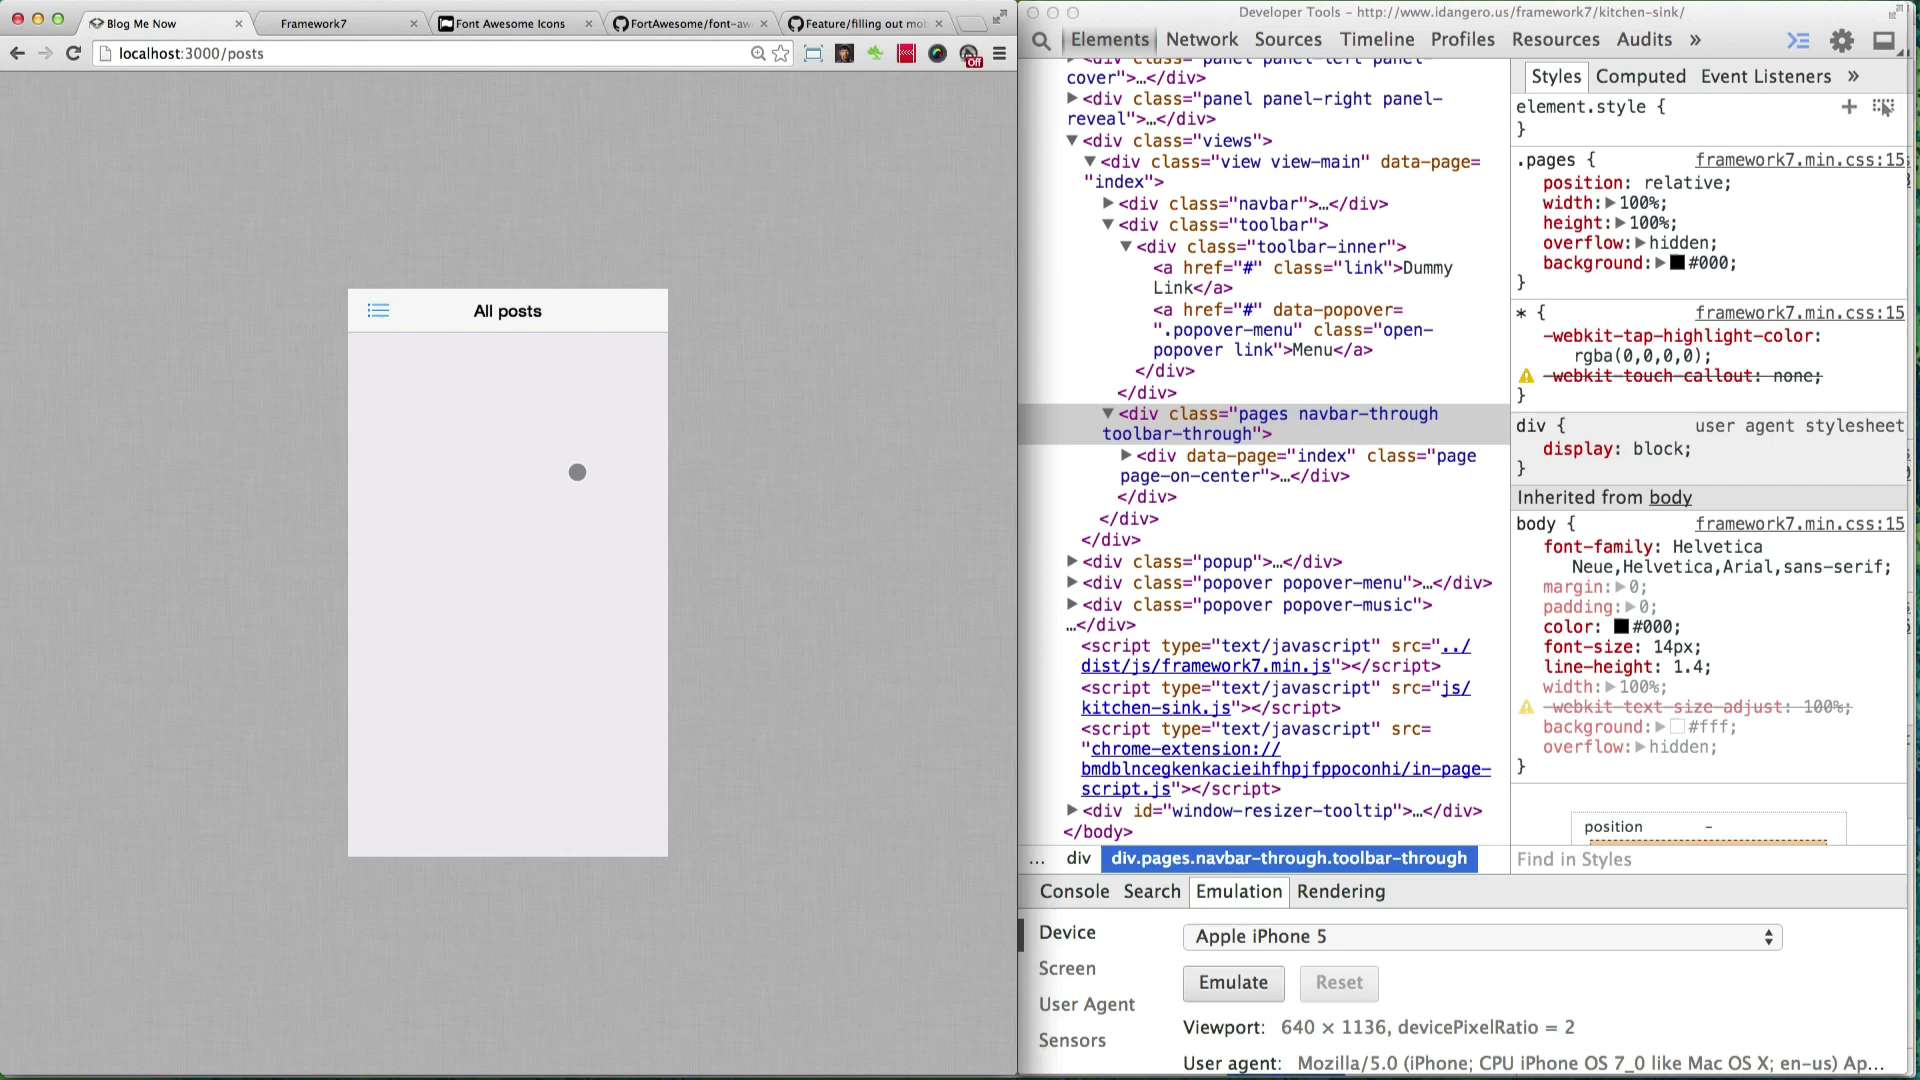 Blog Me Now
Framework7
Font Awesome Icons
FortAwesome/font-aw
Feature/filling out mob
localhost:3000/posts
Off
All posts
Developer Tools - http://www.idangero.us/framework7/kitchen-sink/
Elements Network Sources Timeline Profiles Resources Audits »
<div class="panel panel-left panel-
cover">…</div>
<div class="panel panel-right panel-
reveal">…</div>
<div class="views">
<div class="view view-main" data-page=
"index">
<div class="navbar">…</div>
<div class="toolbar">
<div class="toolbar-inner">
<a href="#" class="link">Dummy
Link</a>
<a href="#" data-popover=
".popover-menu" class="open-
popover link">Menu</a>
</div>
</div>
<div class="pages navbar-through
toolbar-through">
<div data-page="index" class="page
page-on-center">…</div>
</div>
</div>
</div>
<div class="popup">…</div>
<div class="popover popover-menu">…</div>
<div class="popover popover-music">
…</div>
<script type="text/javascript" src="../
dist/js/framework7.min.js"></script>
<script type="text/javascript" src="js/
kitchen-sink.js"></script>
<script type="text/javascript" src=
"chrome-extension://
bmdblncegkenkacieihfhpjfppoconhi/in-page-
script.js"></script>
<div id="window-resizer-tooltip">…</div>
</body>
... div div.pages.navbar-through.toolbar-through
Styles Computed Event Listeners »
element.style {
}
.pages { framework7.min.css:15
position: relative;
width: 100%;
height: 100%;
overflow: hidden;
background: #000;
}
* { framework7.min.css:15
-webkit-tap-highlight-color:
rgba(0,0,0,0);
-webkit-touch-callout: none;
}
div { user agent stylesheet
display: block;
}
Inherited from body
body { framework7.min.css:15
font-family: Helvetica
Neue,Helvetica,Arial,sans-serif;
margin: 0;
padding: 0;
color: #000;
font-size: 14px;
line-height: 1.4;
width: 100%;
-webkit-text-size-adjust: 100%;
background: #fff;
overflow: hidden;
}
position -
Find in Styles
Console Search Emulation Rendering
Device
Screen
User Agent
Sensors
Apple iPhone 5
Emulate Reset
Viewport: 640 × 1136, devicePixelRatio = 2
User agent: Mozilla/5.0 (iPhone; CPU iPhone OS 7_0 like Mac OS X; en-us) Ap...